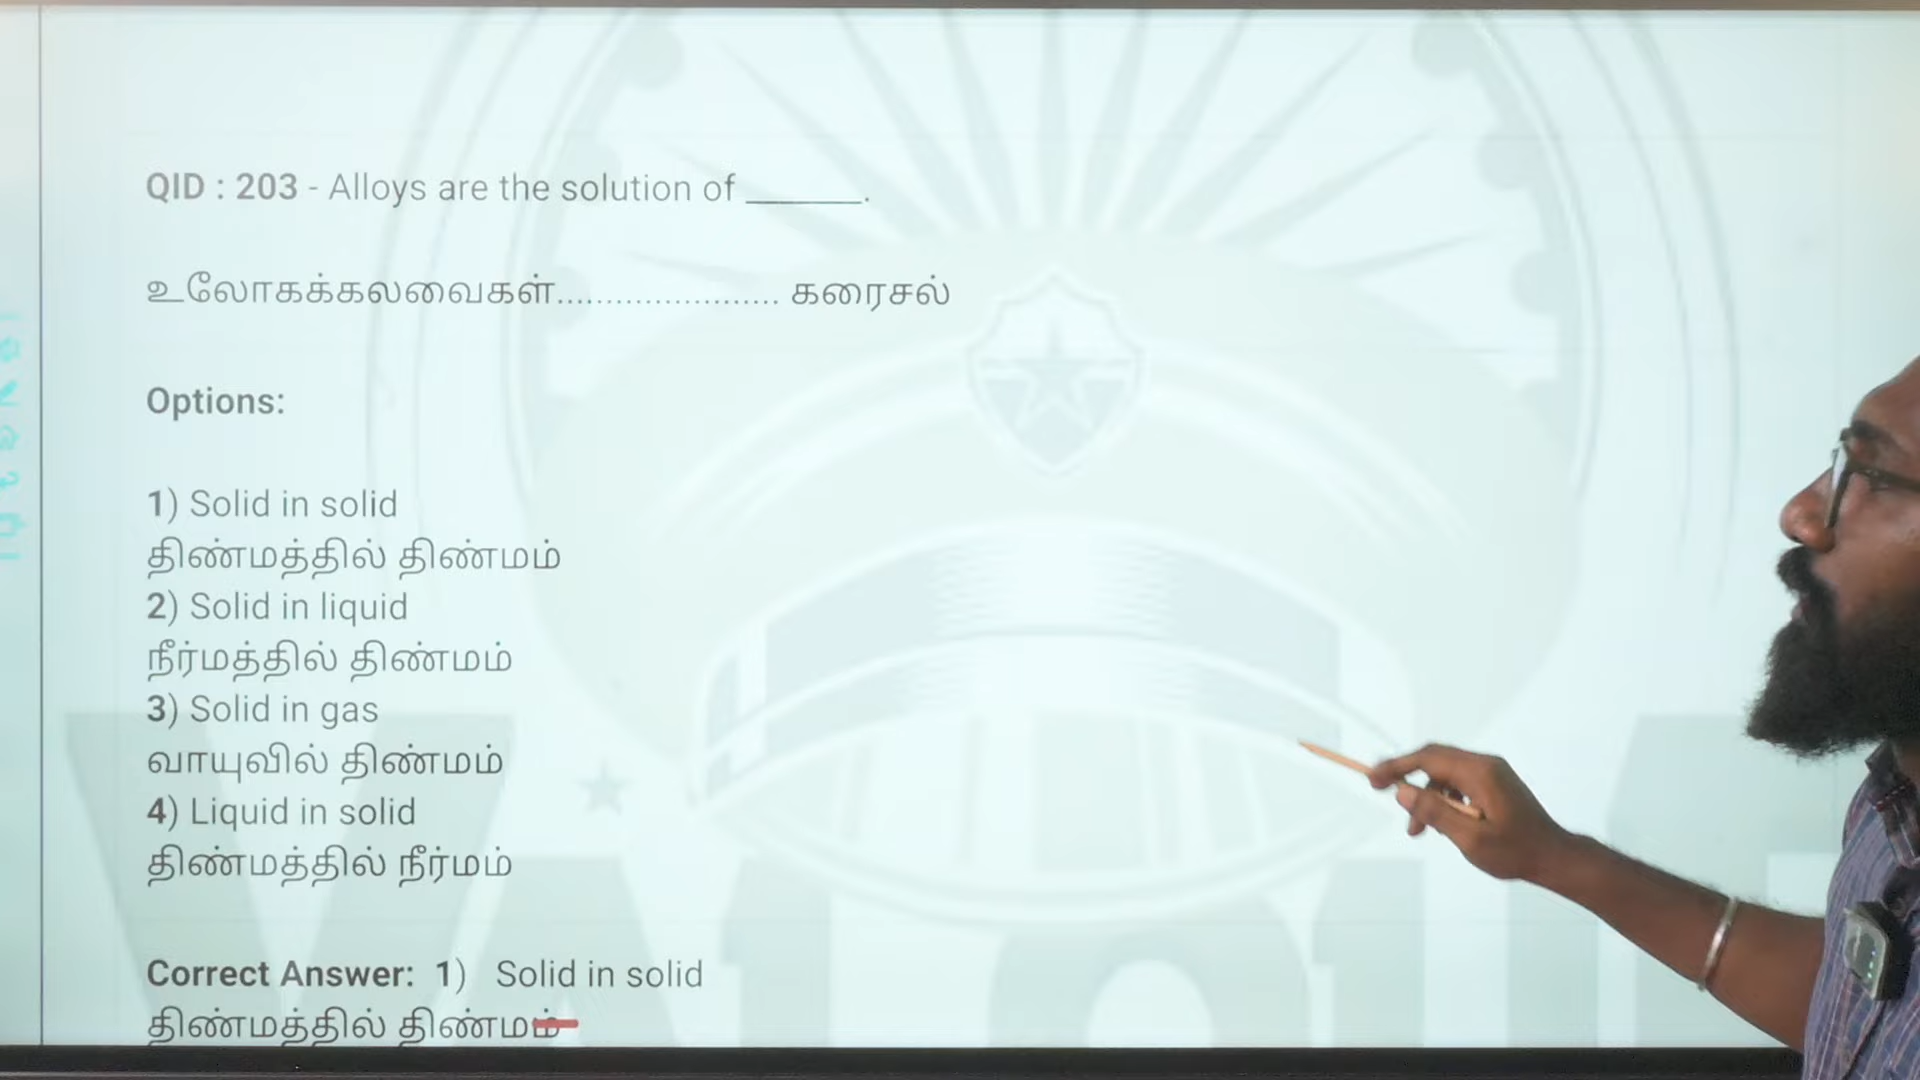 QID : 203 - Alloys are the solution of ______.
உலோகக்கலவைகள்....................... கரைசல்
Options:
1) Solid in solid
திண்மத்தில் திண்மம்
2) Solid in liquid
நீர்மத்தில் திண்மம்
3) Solid in gas
வாயுவில் திண்மம்
4) Liquid in solid
திண்மத்தில் நீர்மம்
Correct Answer: 1) Solid in solid
திண்மத்தில் திண்மம்